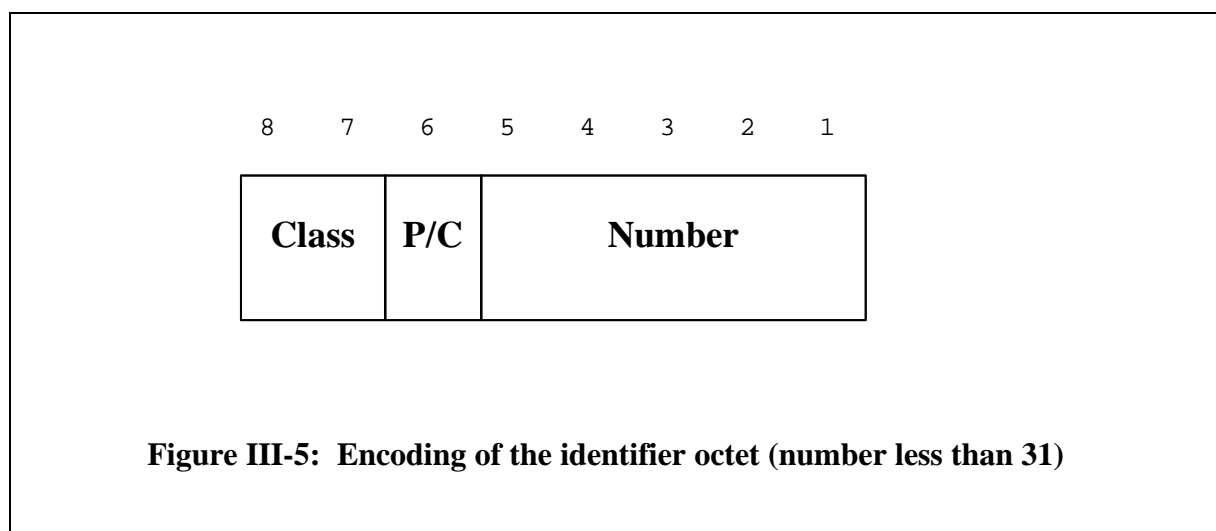 8 7 6 5 4 3 2 1
Class P/C Number
Figure III-5: Encoding of the identifier octet (number less than 31)